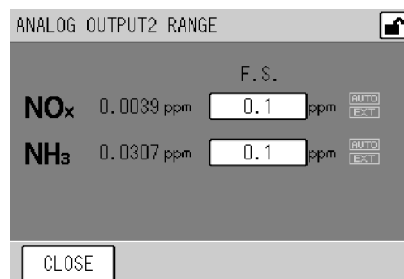 ANALOG OUTPUT2 RANGE
F.S.
NOx 0.0039 ppm 0.1 ppm AUTO EXT
NH3 0.0307 ppm 0.1 ppm AUTO EXT
CLOSE